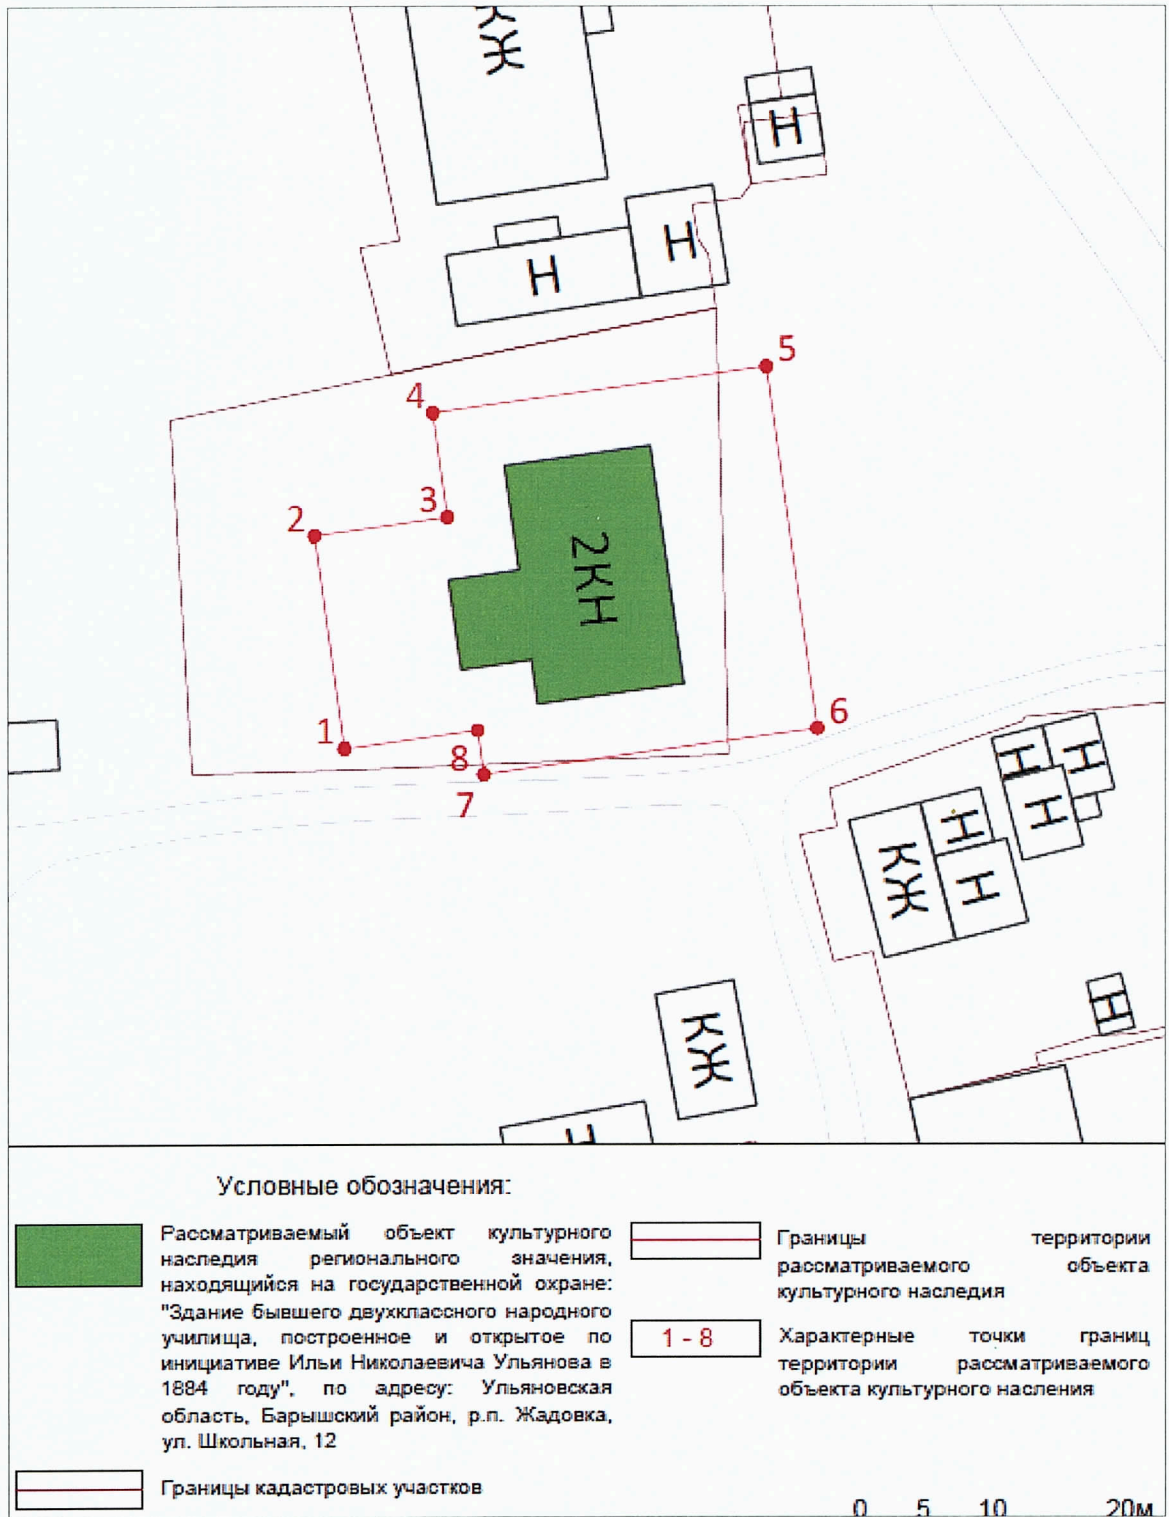 КЖ
Н
Н
Н
5
4
3
2
2КН
1
6
8
7
Н
Н
Н
Н
КЖ
Н
Н
КЖ
Н
Условные обозначения:
Рассматриваемый объект культурного
наследия регионального значения,
находящийся на государственной охране:
"Здание бывшего двухклассного народного
училища, построенное и открытое по
инициативе Ильи Николаевича Ульянова в
1884 году", по адресу: Ульяновская
область, Барышский район, р.п. Жадовка,
ул. Школьная, 12
Границы кадастровых участков
Границы территории
рассматриваемого объекта
культурного наследия
1 - 8
Характерные точки границ
территории рассматриваемого
объекта культурного насления
0 5 10 20м